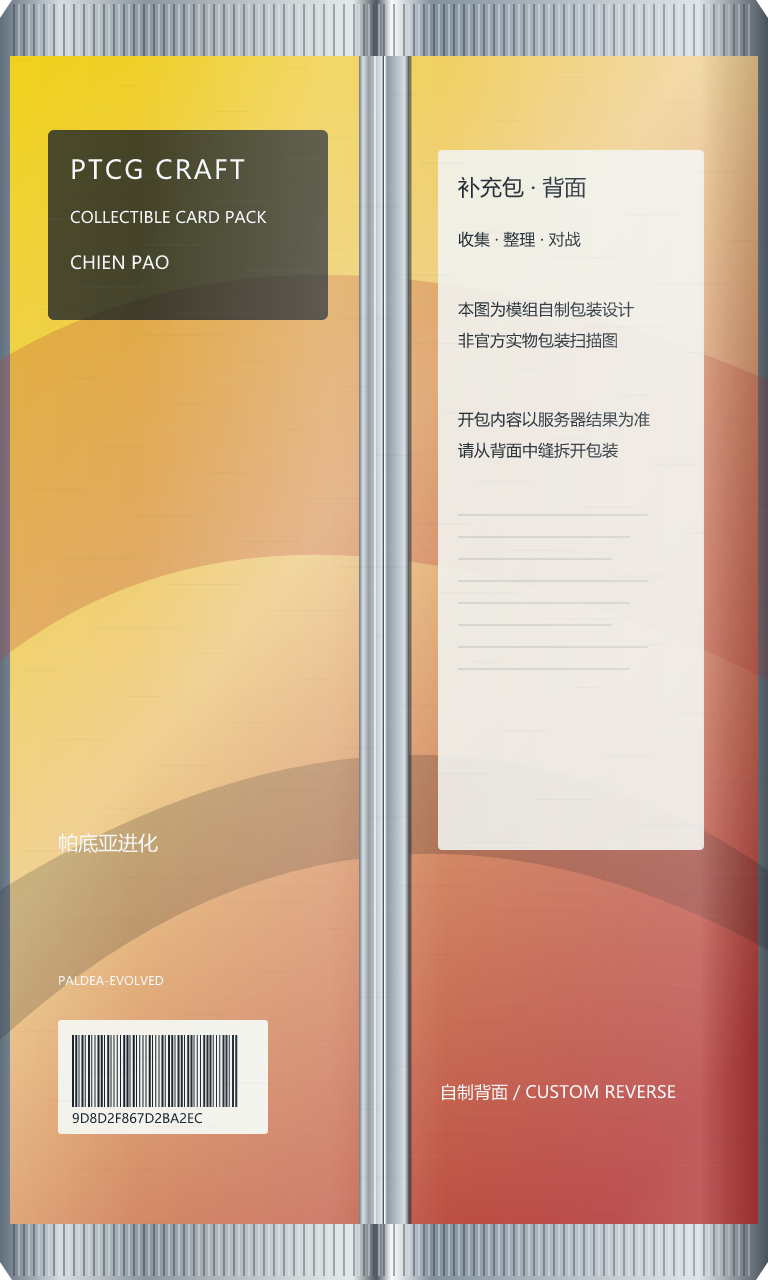 PTCG CRAFT
COLLECTIBLE CARD PACK
CHIEN PAO
帕底亚进化
PALDEA-EVOLVED
9D8D2F867D2BA2EC
补充包 · 背面
收集 · 整理 · 对战
本图为模组自制包装设计
非官方实物包装扫描图
开包内容以服务器结果为准
请从背面中缝拆开包装
自制背面 / CUSTOM REVERSE